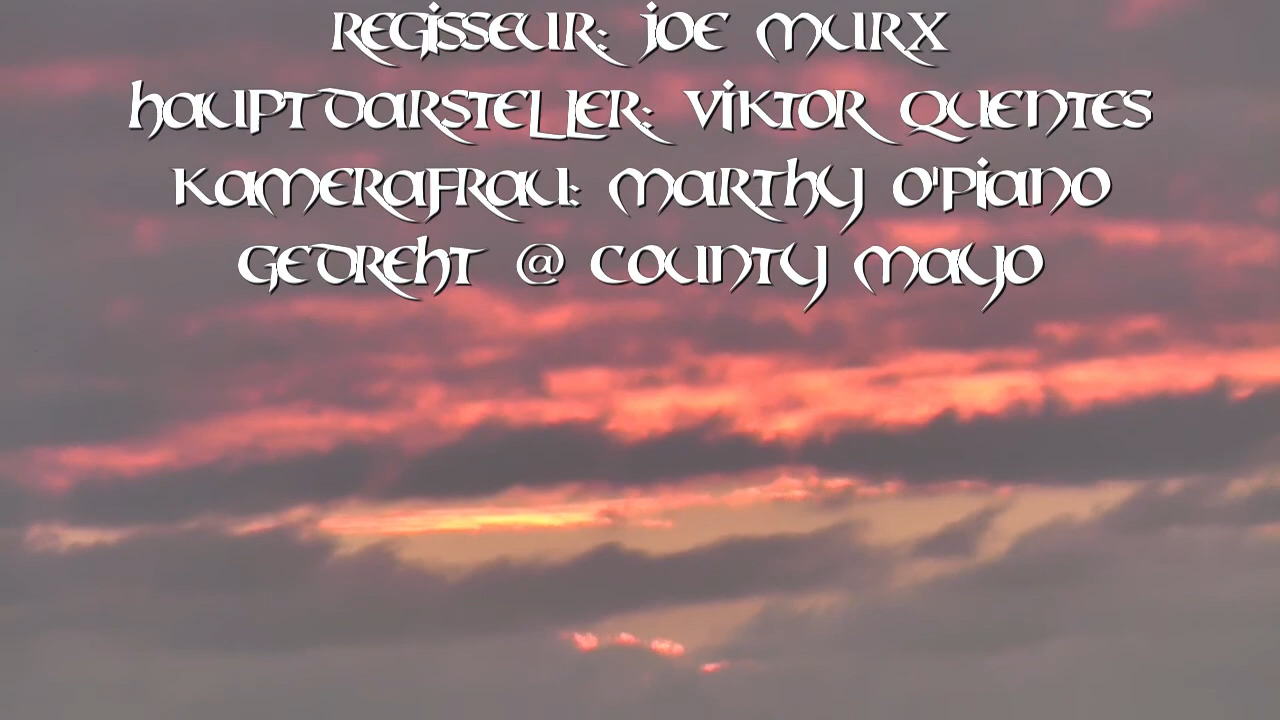 Regisseur: Joe Murx
Hauptdarsteller: Viktor Quentes
Kamerafrau: Marthy O'Piano
Gedreht @ County Mayo